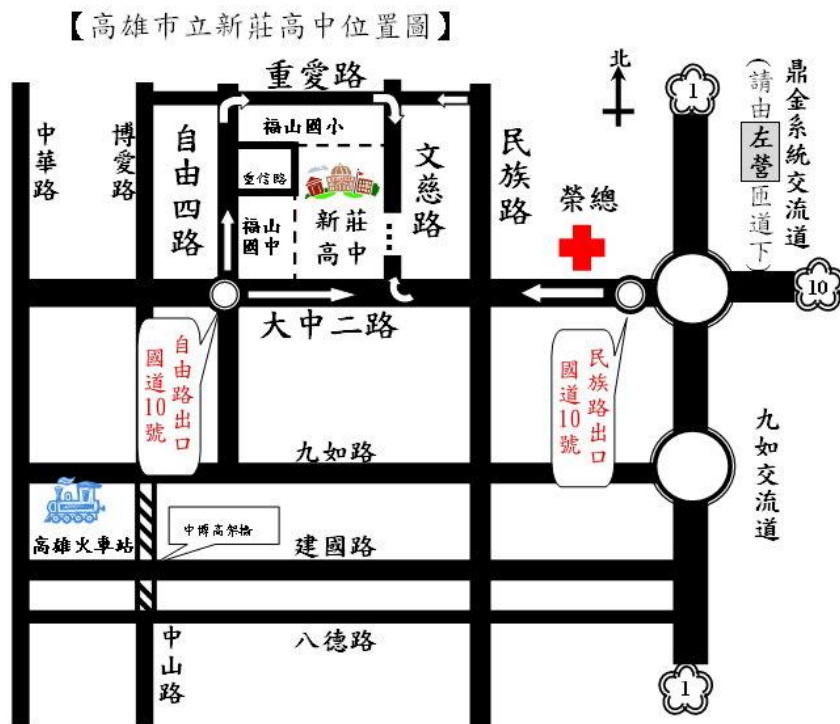 【高雄市立新莊高中位置圖】
重愛路
北
1
鼎金系統交流道
(請由左營匝道下)
中華路
博愛路
自由四路
福山國小
重信路
福山
國中
新莊
高中
文慈路
民族路
榮總
10
大中二路
自由路出口
國道10號
民族路出口
國道10號
九如路
九如交流道
高雄火車站
中博高架橋
建國路
中山路
八德路
1